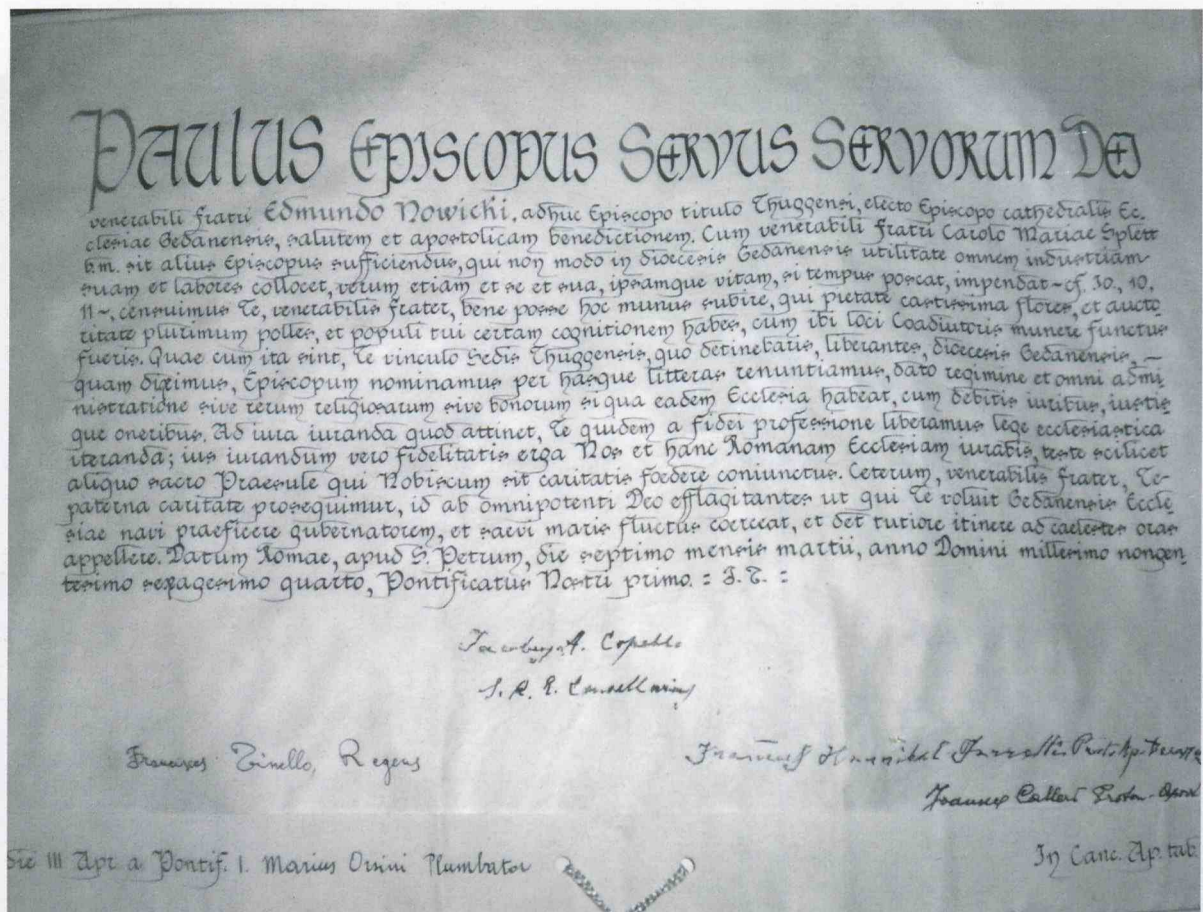 PAULUS EPISCOPUS SERVUS SERVORUM DEI
venerabili fratri Edmundo Nowicki, adhuc Episcopo titulo Thuggensi, electo Episcopo cathedralis Ec,
clesiae Gedanensis, salutem et apostolicam benedictionem. Cum venerabili fratri Carolo Mariae Splett
b.m. sit alius Episcopus sufficiendus, qui non modo in dioecesis Gedanensis utilitate omnem industriam
suam et labores collocet, verum etiam et se et sua, ipsamque vitam, si tempus poscat, impendat ~ cf. Io., 10,
11 ~, censuimus Te, venerabilis frater, bene posse hoc munus subire, qui pietate castissima flores, et aucto
ritate plurimum polles, et populi tui certam cognitionem habes, cum ibi loci Coadiutoris munere functus
fueris. Quae cum ita sint, Te vinculo Sedis Thuggensis, quo detinebaris, liberantes, dioecesis Gedanensis, ~
quam diximus, Episcopum nominamus per hasque litteras renuntiamus, dato regimine et omni admi
nistratione sive rerum religiosarum sive bonorum si qua eadem Ecclesia habeat, cum debitis iuribus, iustis
que oneribus. Ad iura iuranda quod attinet, Te quidem a fidei professione liberamus lege ecclesiastica
iteranda; ius iurandum vero fidelitatis erga Nos et hanc Romanam Ecclesiam iurabis, teste scilicet
aliquo sacro Praesule qui Nobiscum sit caritatis foedere coniunctus. Ceterum, venerabilis frater, Te-
paterna caritate prosequimur, id ab omnipotenti Deo efflagitantes ut qui Te voluit Gedanensis Eccle
siae navi praeficere gubernatorem, et saevi maris fluctus coerceat, et det tutiore itinere ad caelestes oras
appellere. Datum Romae, apud S. Petrum, die septimo mensis martii, anno Domini millesimo nongen
tesimo sexagesimo quarto, Pontificatus Nostri primo. = J. T. =
Jacobus A. Copello
S. R. E. Cancellarius
Franciscus Tinello, Regens
Franciscus Hannibal Ferretti Prot. Ap.
Joannes Calleri Proton. Apost.
Die III Apr. a Pontif. I. Marius Orsini Plumbator
In Canc. Ap. tab.